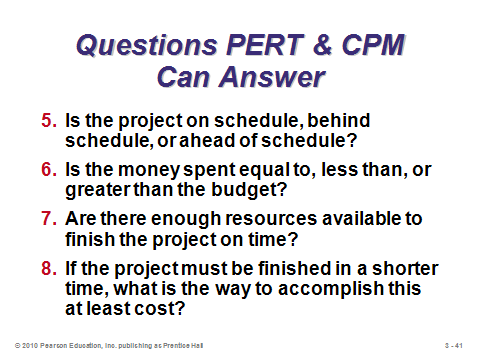 Questions PERT & CPM
Can Answer
5. Is the project on schedule, behind
schedule, or ahead of schedule?
6. Is the money spent equal to, less than, or
greater than the budget?
7. Are there enough resources available to
finish the project on time?
8. If the project must be finished in a shorter
time, what is the way to accomplish this
at least cost?
© 2010 Pearson Education, Inc. publishing as Prentice Hall
3 - 41